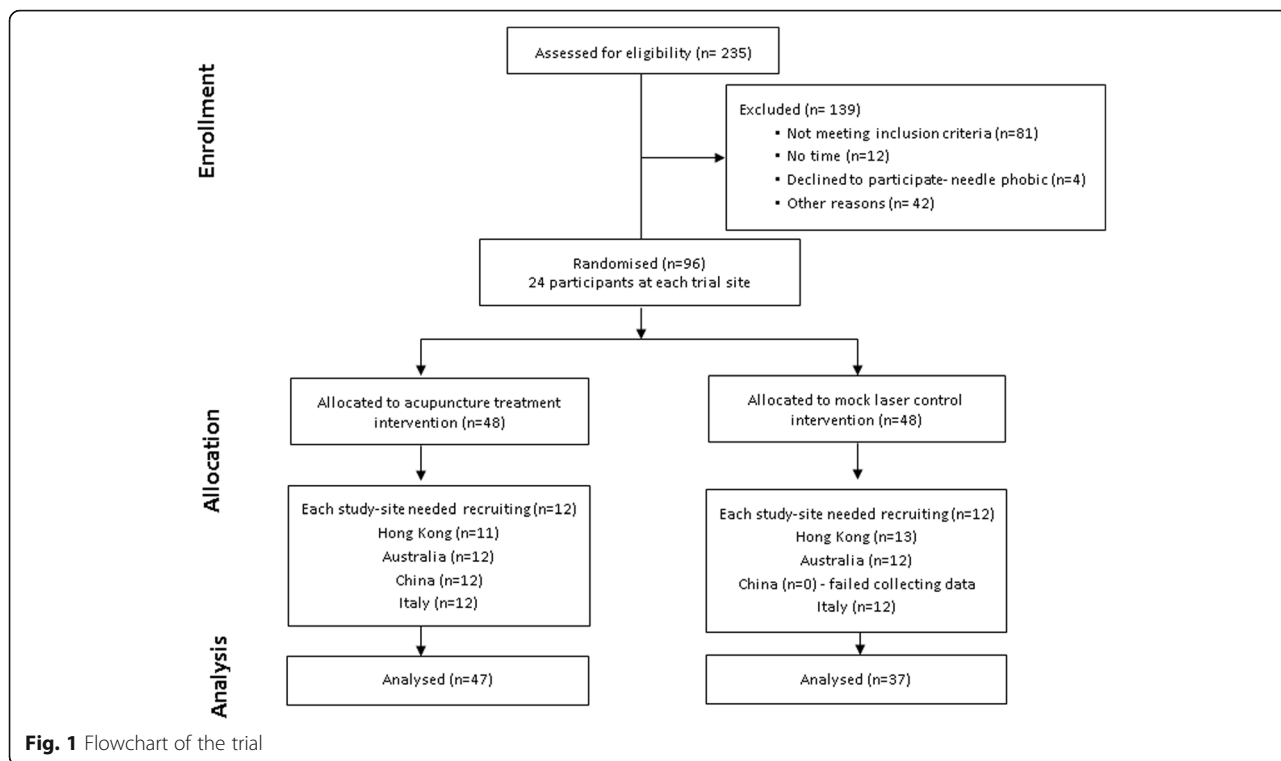 Enrollment
Assessed for eligibility (n= 235)
Excluded (n= 139)
▪ Not meeting inclusion criteria (n=81)
▪ No time (n=12)
▪ Declined to participate- needle phobic (n=4)
▪ Other reasons (n= 42)
Randomised (n=96)
24 participants at each trial site
Allocation
Allocated to acupuncture treatment
intervention (n=48)
Allocated to mock laser control
intervention (n=48)
Each study-site needed recruiting (n=12)
Hong Kong (n=11)
Australia (n=12)
China (n=12)
Italy (n=12)
Each study-site needed recruiting (n=12)
Hong Kong (n=13)
Australia (n=12)
China (n=0) - failed collecting data
Italy (n=12)
Analysis
Analysed (n=47)
Analysed (n=37)
Fig. 1 Flowchart of the trial